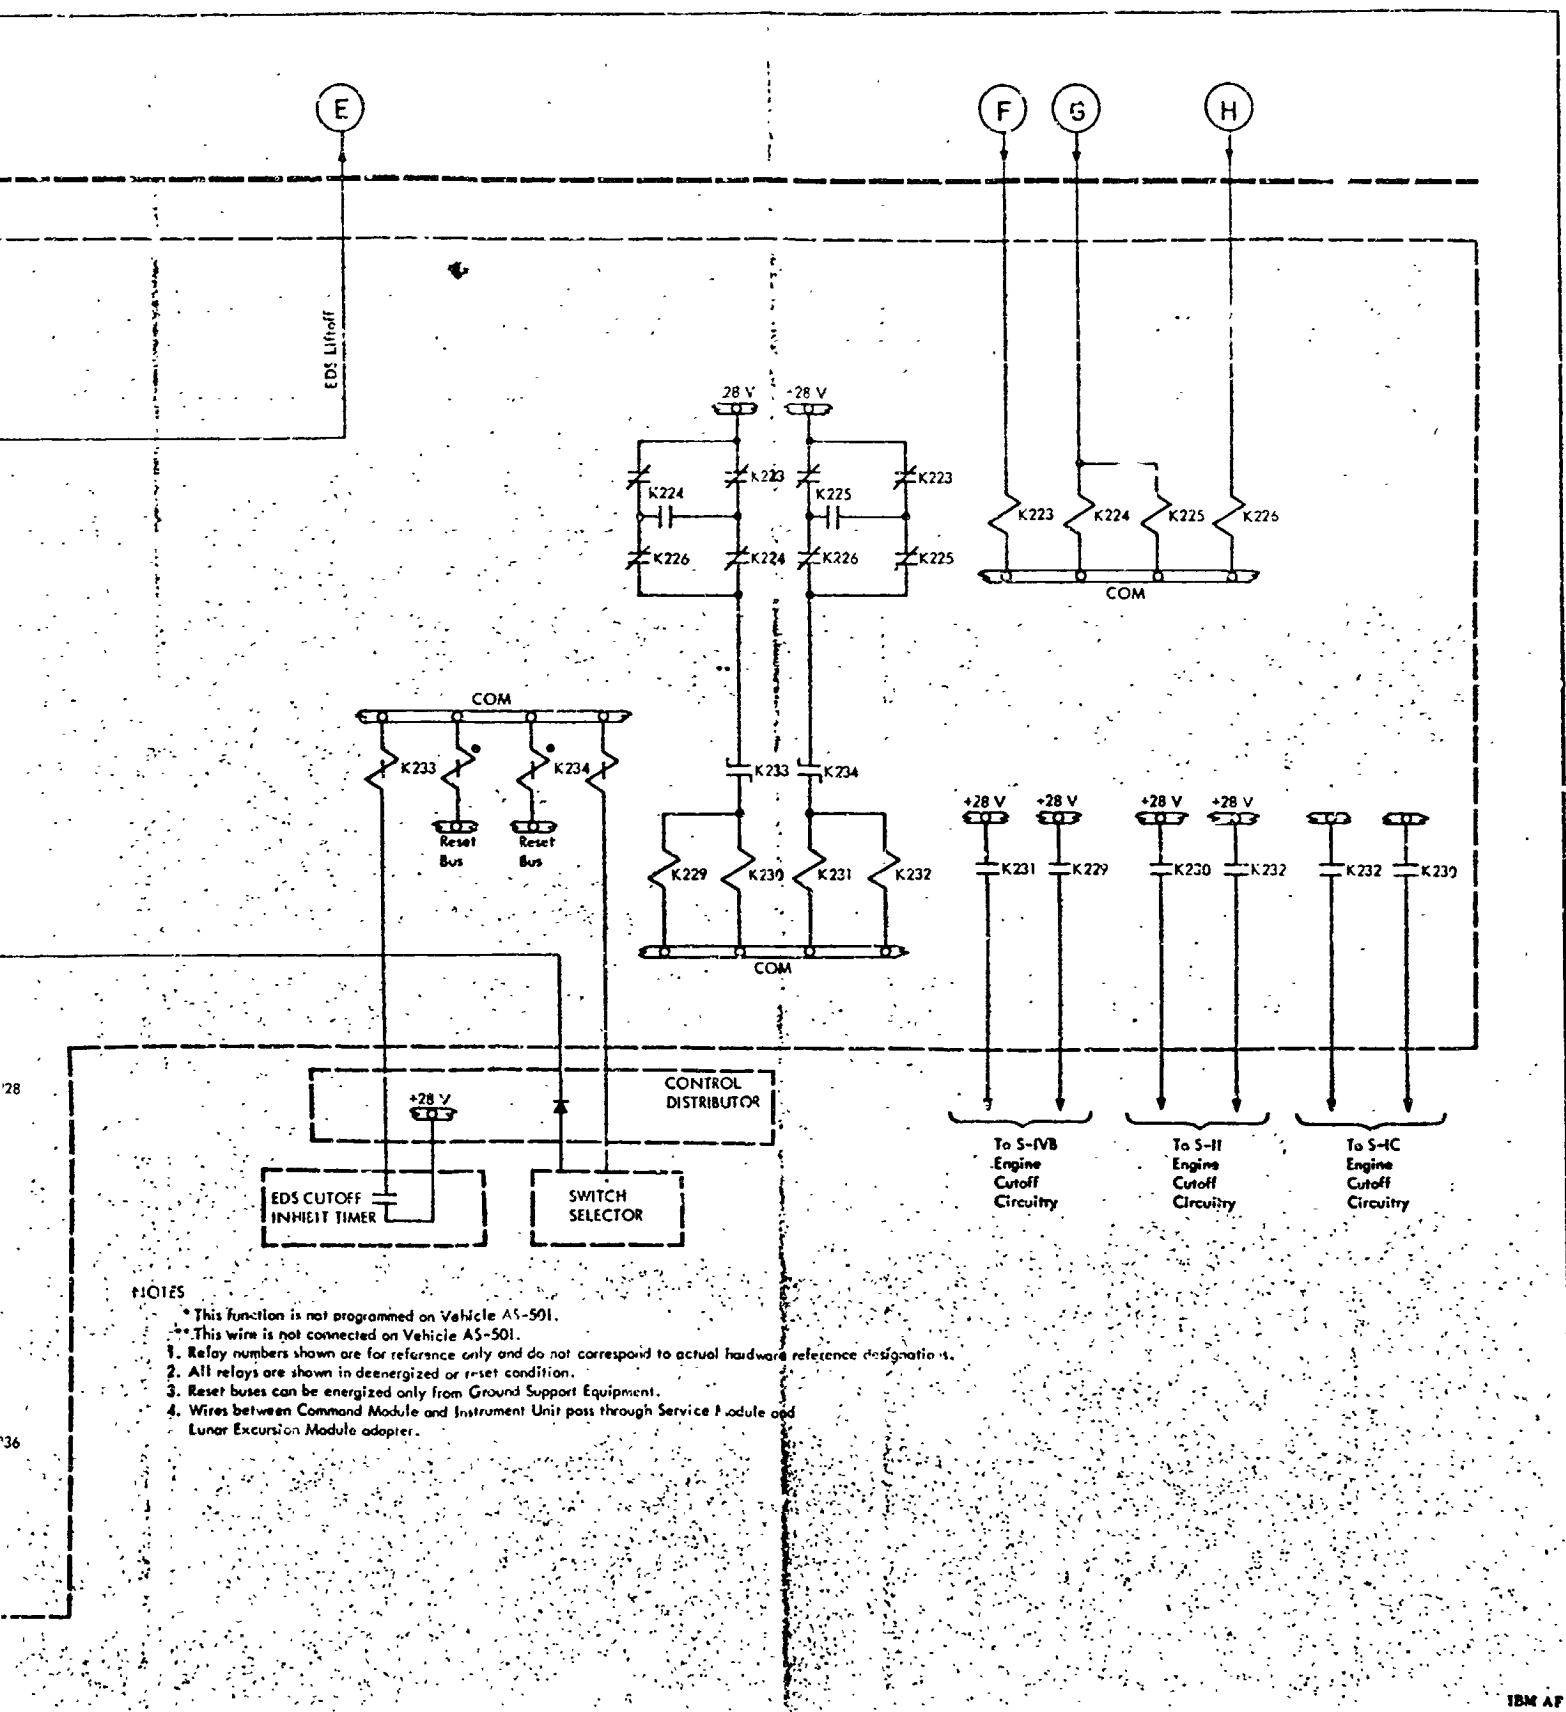 E
F
G
H
EDS Liftoff
28 V
28 V
K223
K223
K224
K225
K226
K224
K226
K225
K223
K224
K225
K226
COM
**
COM
K233
*
*
K234
K233
K234
Reset
Bus
Reset
Bus
K229
K230
K231
K232
COM
+28 V
+28 V
+28 V
+28 V
K231
K229
K230
K232
K232
K230
'28
CONTROL
DISTRIBUTOR
+28 V
To S-IVB
Engine
Cutoff
Circuitry
To S-II
Engine
Cutoff
Circuitry
To S-IC
Engine
Cutoff
Circuitry
EDS CUTOFF
INHIBIT TIMER
SWITCH
SELECTOR
NOTES
* This function is not programmed on Vehicle AS-501.
** This wire is not connected on Vehicle AS-501.
1. Relay numbers shown are for reference only and do not correspond to actual hardware reference designations.
2. All relays are shown in deenergized or reset condition.
3. Reset buses can be energized only from Ground Support Equipment.
4. Wires between Command Module and Instrument Unit pass through Service Module and
Lunar Excursion Module adapter.
'36
IBM AF